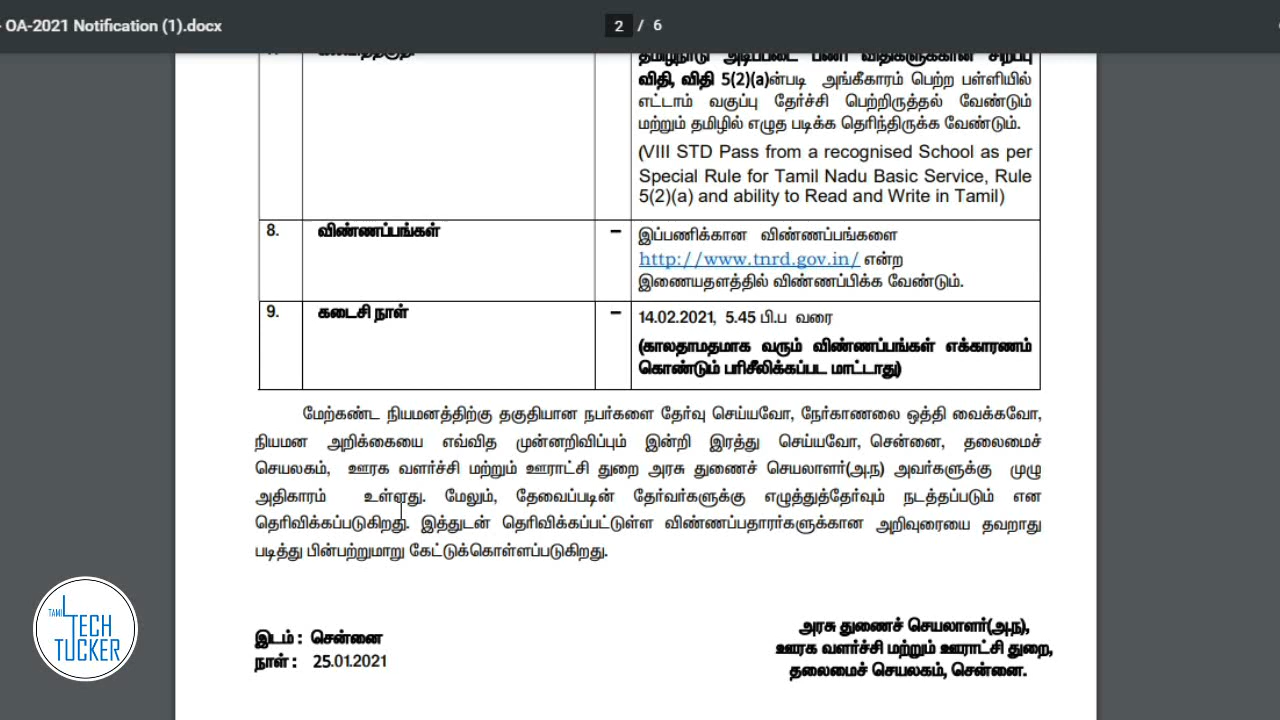 - OA-2021 Notification (1).docx
2 / 6
தமிழ்நாடு அடிப்படை பணி விதிகளுக்கான சிறப்பு
விதி, விதி 5(2)(a)ன்படி அங்கீகாரம் பெற்ற பள்ளியில்
எட்டாம் வகுப்பு தேர்ச்சி பெற்றிருத்தல் வேண்டும்
மற்றும் தமிழில் எழுத படிக்க தெரிந்திருக்க வேண்டும்.
(VIII STD Pass from a recognised School as per
Special Rule for Tamil Nadu Basic Service, Rule
5(2)(a) and ability to Read and Write in Tamil)
8. விண்ணப்பங்கள் – இப்பணிக்கான விண்ணப்பங்களை
http://www.tnrd.gov.in/ என்ற
இணையதளத்தில் விண்ணப்பிக்க வேண்டும்.
9. கடைசி நாள் – 14.02.2021, 5.45 பி.ப வரை
(காலதாமதமாக வரும் விண்ணப்பங்கள் எக்காரணம்
கொண்டும் பரிசீலிக்கப்பட மாட்டாது)
மேற்கண்ட நியமனத்திற்கு தகுதியான நபர்களை தேர்வு செய்யவோ, நேர்காணலை ஒத்தி வைக்கவோ,
நியமன அறிக்கையை எவ்வித முன்னறிவிப்பும் இன்றி இரத்து செய்யவோ, சென்னை, தலைமைச்
செயலகம், ஊரக வளர்ச்சி மற்றும் ஊராட்சி துறை அரசு துணைச் செயலாளர்(அ.ந) அவர்களுக்கு முழு
அதிகாரம் உள்ளது. மேலும், தேவைப்படின் தேர்வர்களுக்கு எழுத்துத்தேர்வும் நடத்தப்படும் என
தெரிவிக்கப்படுகிறது. இத்துடன் தெரிவிக்கப்பட்டுள்ள விண்ணப்பதாரர்களுக்கான அறிவுரையை தவறாது
படித்து பின்பற்றுமாறு கேட்டுக்கொள்ளப்படுகிறது.
இடம் : சென்னை
நாள் : 25.01.2021
அரசு துணைச் செயலாளர்(அ.ந),
ஊரக வளர்ச்சி மற்றும் ஊராட்சி துறை,
தலைமைச் செயலகம், சென்னை.
TAMIL
TECH
TUCKER